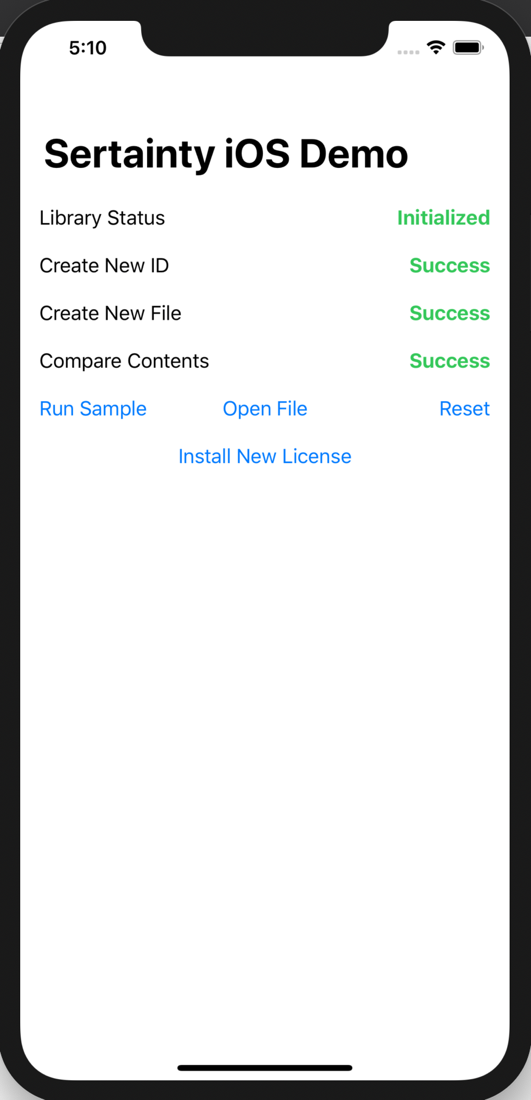 5:10
Sertainty iOS Demo
Library Status Initialized
Create New ID Success
Create New File Success
Compare Contents Success
Run Sample Open File Reset
Install New License